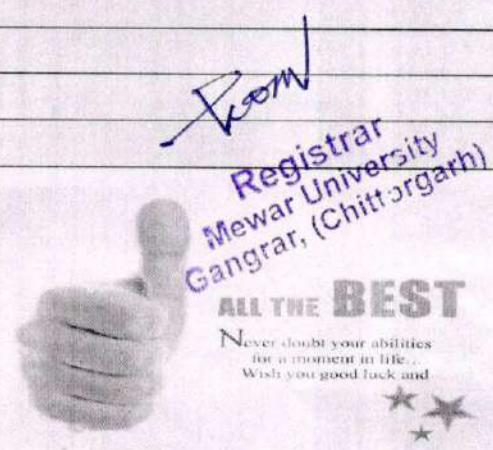 Registrar
Mewar University
Gangrar, (Chittorgarh)
ALL THE BEST
Never doubt your abilities
for a moment in life...
Wish you good luck and